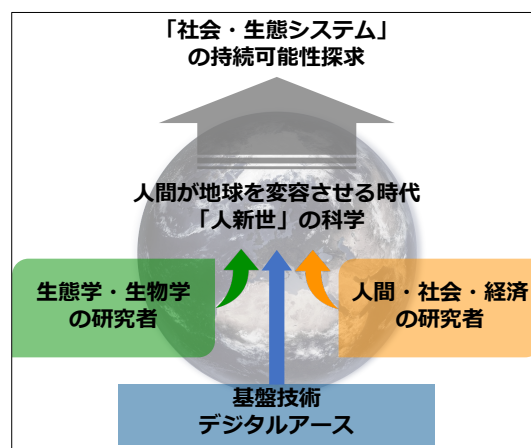 「社会・生態システム」
の持続可能性探求
人間が地球を変容させる時代
「人新世」の科学
生態学・生物学
の研究者
人間・社会・経済
の研究者
基盤技術
デジタルアース